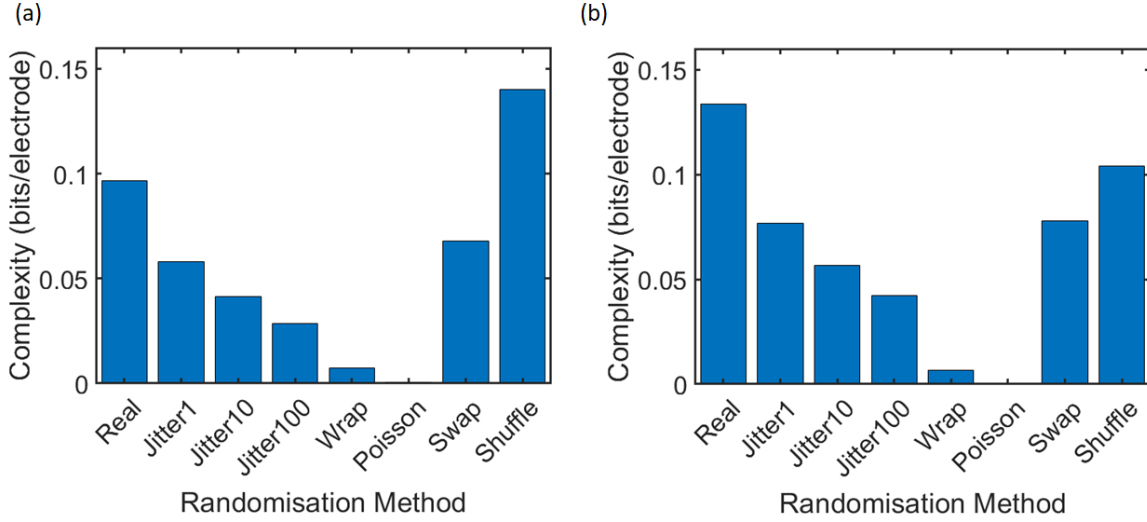 (a)
Complexity (bits/electrode)
0.15
0.1
0.05
0
Real
Jitter1
Jitter10
Jitter100
Wrap
Poisson
Swap
Shuffle
Randomisation Method
(b)
Complexity (bits/electrode)
0.15
0.1
0.05
0
Real
Jitter1
Jitter10
Jitter100
Wrap
Poisson
Swap
Shuffle
Randomisation Method